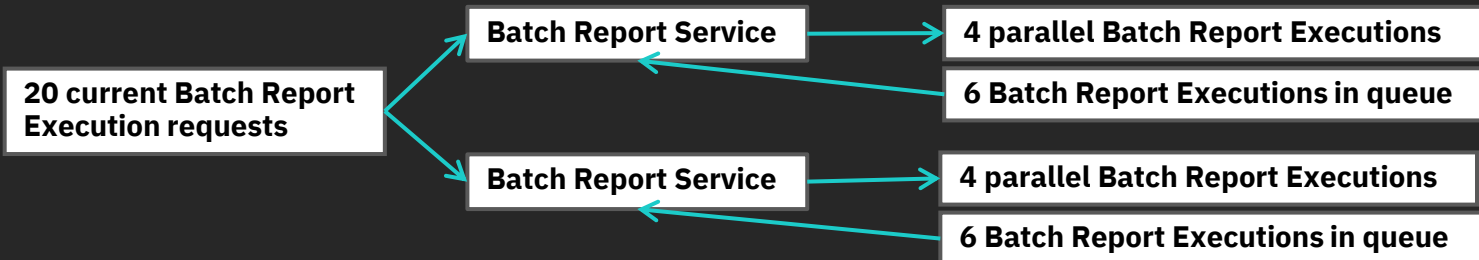 20 current Batch Report
Execution requests
Batch Report Service
4 parallel Batch Report Executions
6 Batch Report Executions in queue
Batch Report Service
4 parallel Batch Report Executions
6 Batch Report Executions in queue